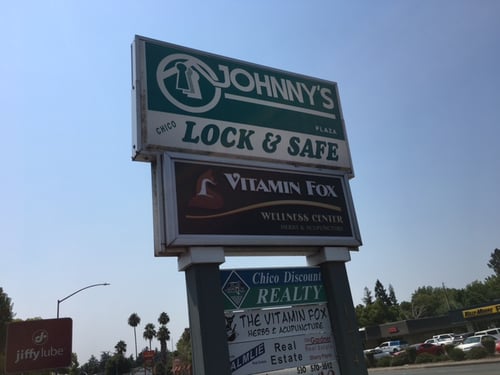 JOHNNY'S
PLAZA
CHICO LOCK & SAFE
VITAMIN FOX
WELLNESS CENTER
HERBS & ACUPUNCTURE
Chico Discount
REALTY
THE VITAMIN FOX
HERBS & ACUPUNCTURE
Real
Estate
jiffy lube